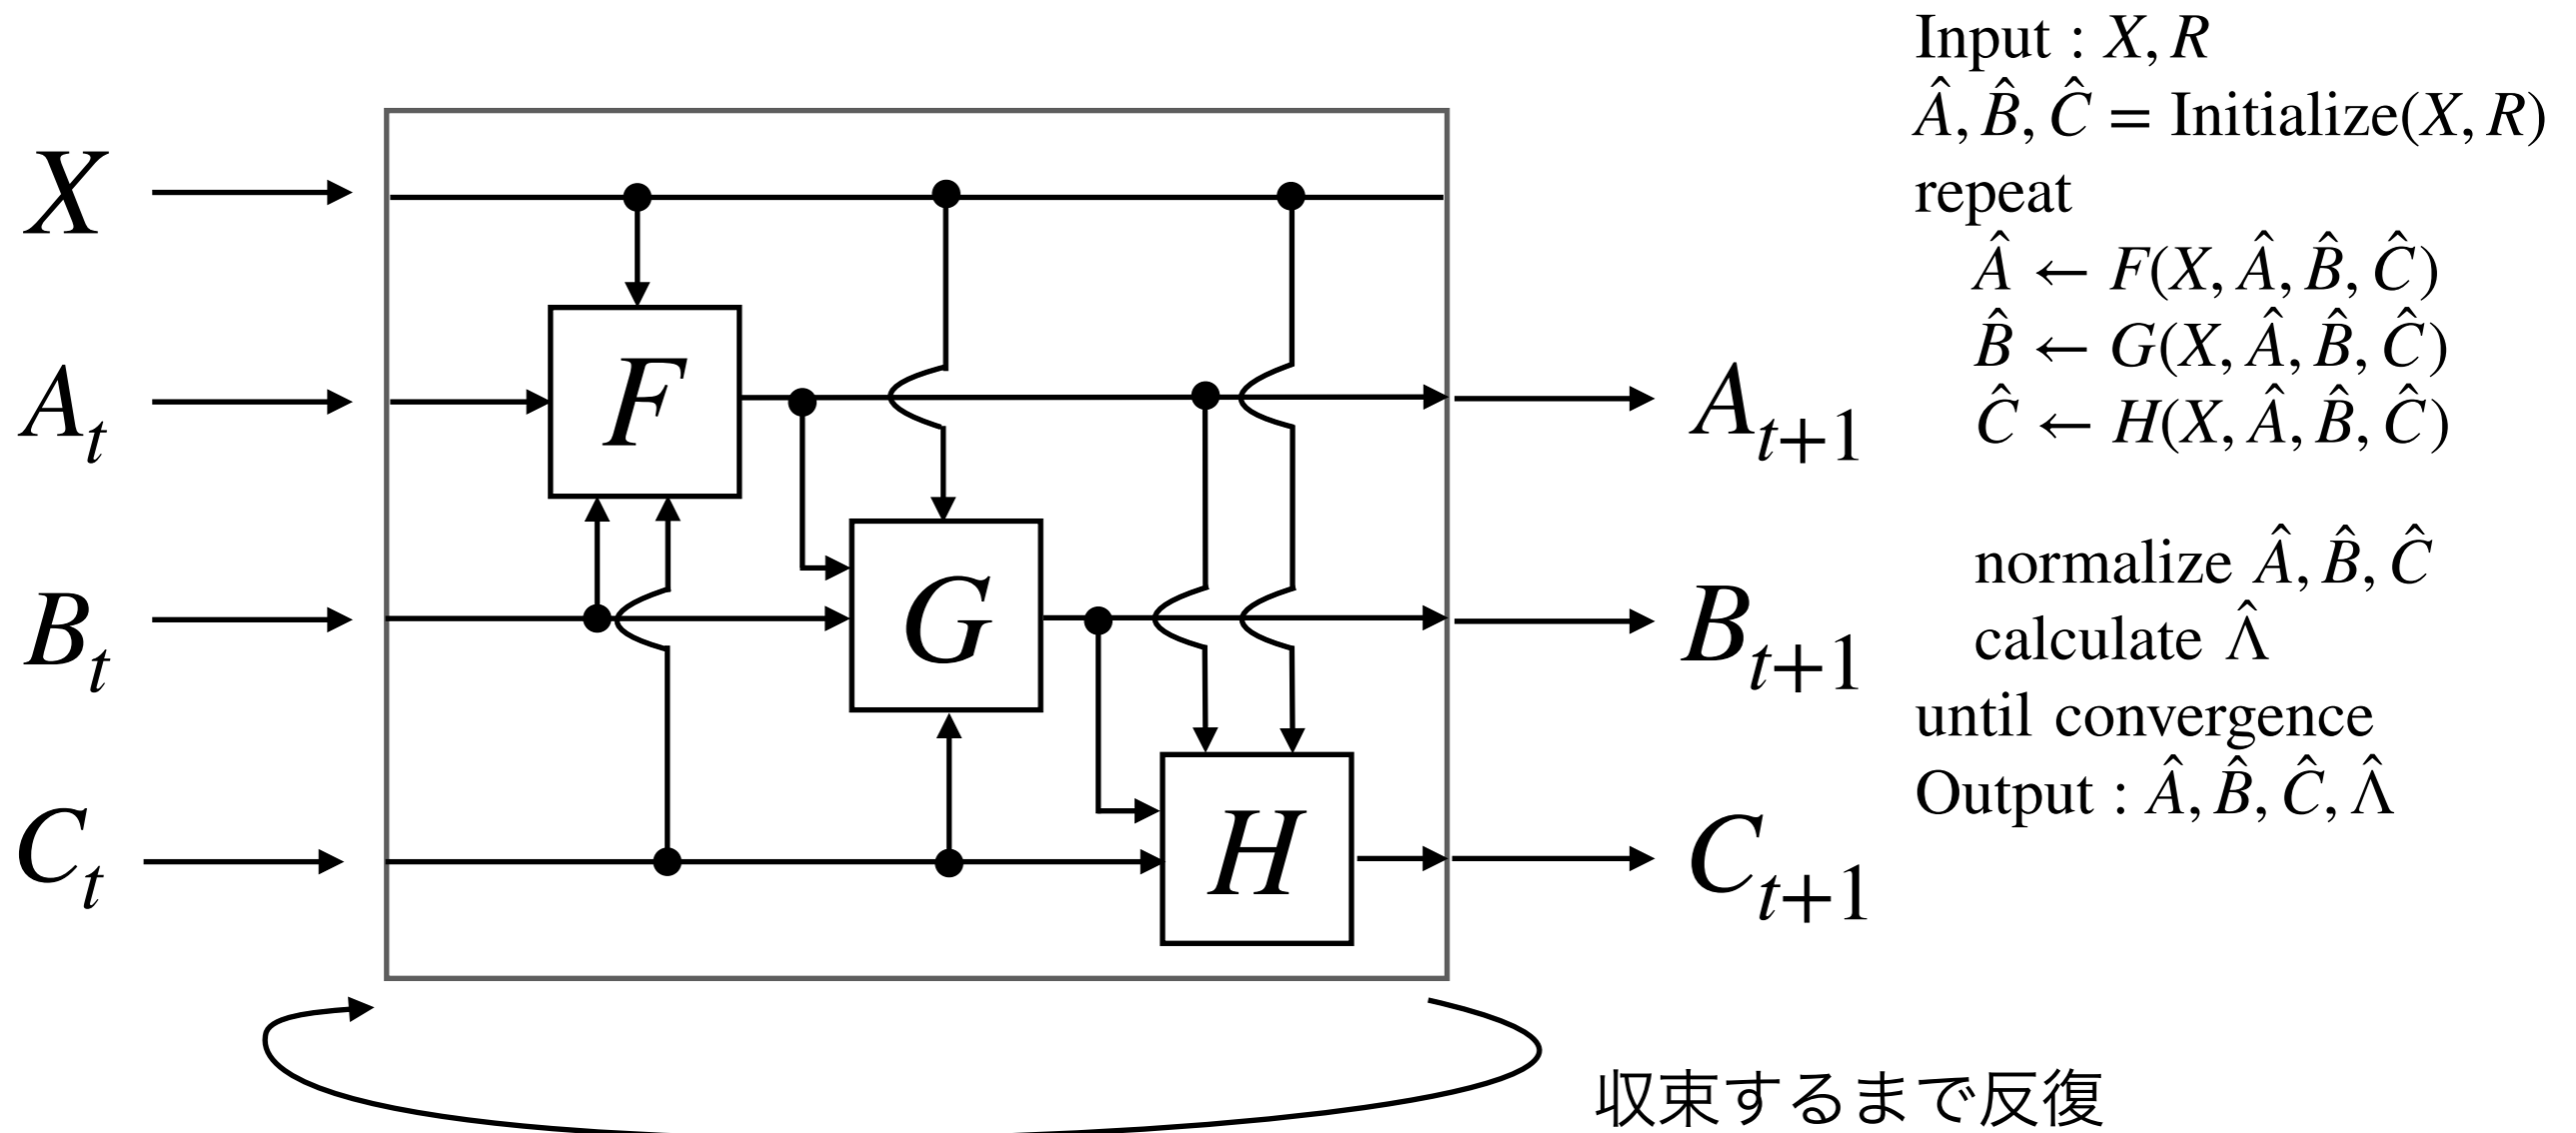 X
A_t
B_t
C_t
F
G
H
A_{t+1}
B_{t+1}
C_{t+1}
Input : X, R
Â, B̂, Ĉ = Initialize(X, R)
repeat
Â ← F(X, Â, B̂, Ĉ)
B̂ ← G(X, Â, B̂, Ĉ)
Ĉ ← H(X, Â, B̂, Ĉ)
normalize Â, B̂, Ĉ
calculate Λ̂
until convergence
Output : Â, B̂, Ĉ, Λ̂
収束するまで反復